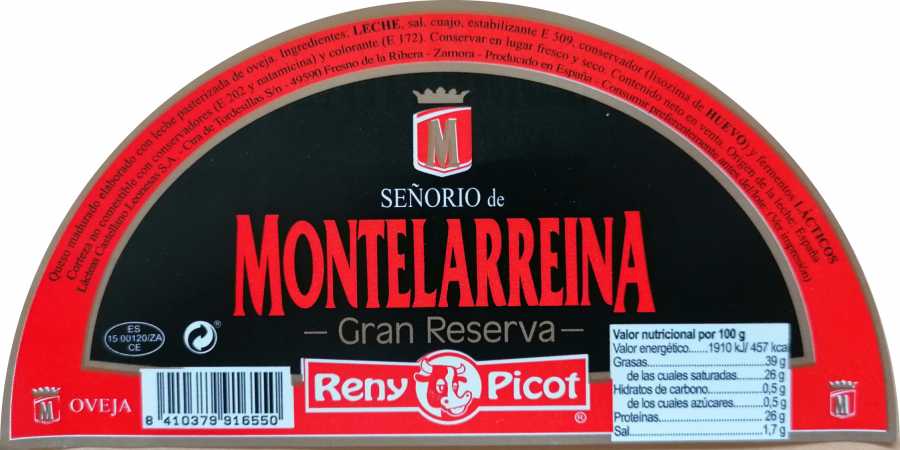 Queso madurado elaborado con leche pasterizada de oveja. Ingredientes. LECHE, sal, cuajo, estabilizante E 509, conservador (lisozima de HUEVO) y fermentos LÁCTICOS
Corteza no comestible con conservadores (E 202 y natamicina) y colorante (E 172). Conservar en lugar fresco y seco. Contenido neto en venta. Origen de la leche: España
Lácteas Castellano Leonesas S.A. - Ctra de Tordesillas S/n - 49590 Fresno de la Ribera - Zamora - Producido en España - Consumir preferentemente antes del/lote: (Ver impresión)
M
SEÑORIO de
MONTELARREINA
– Gran Reserva –
Reny Picot
®
ES
15.00120/ZA
CE
®
M OVEJA
8 410379 916550
Valor nutricional por 100 g
Valor energético.......1910 kJ/ 457 kcal
Grasas...................................39 g
de las cuales saturadas......26 g
Hidratos de carbono..............0,5 g
de los cuales azúcares........0,5 g
Proteínas................................26 g
Sal.........................................1,7 g
M